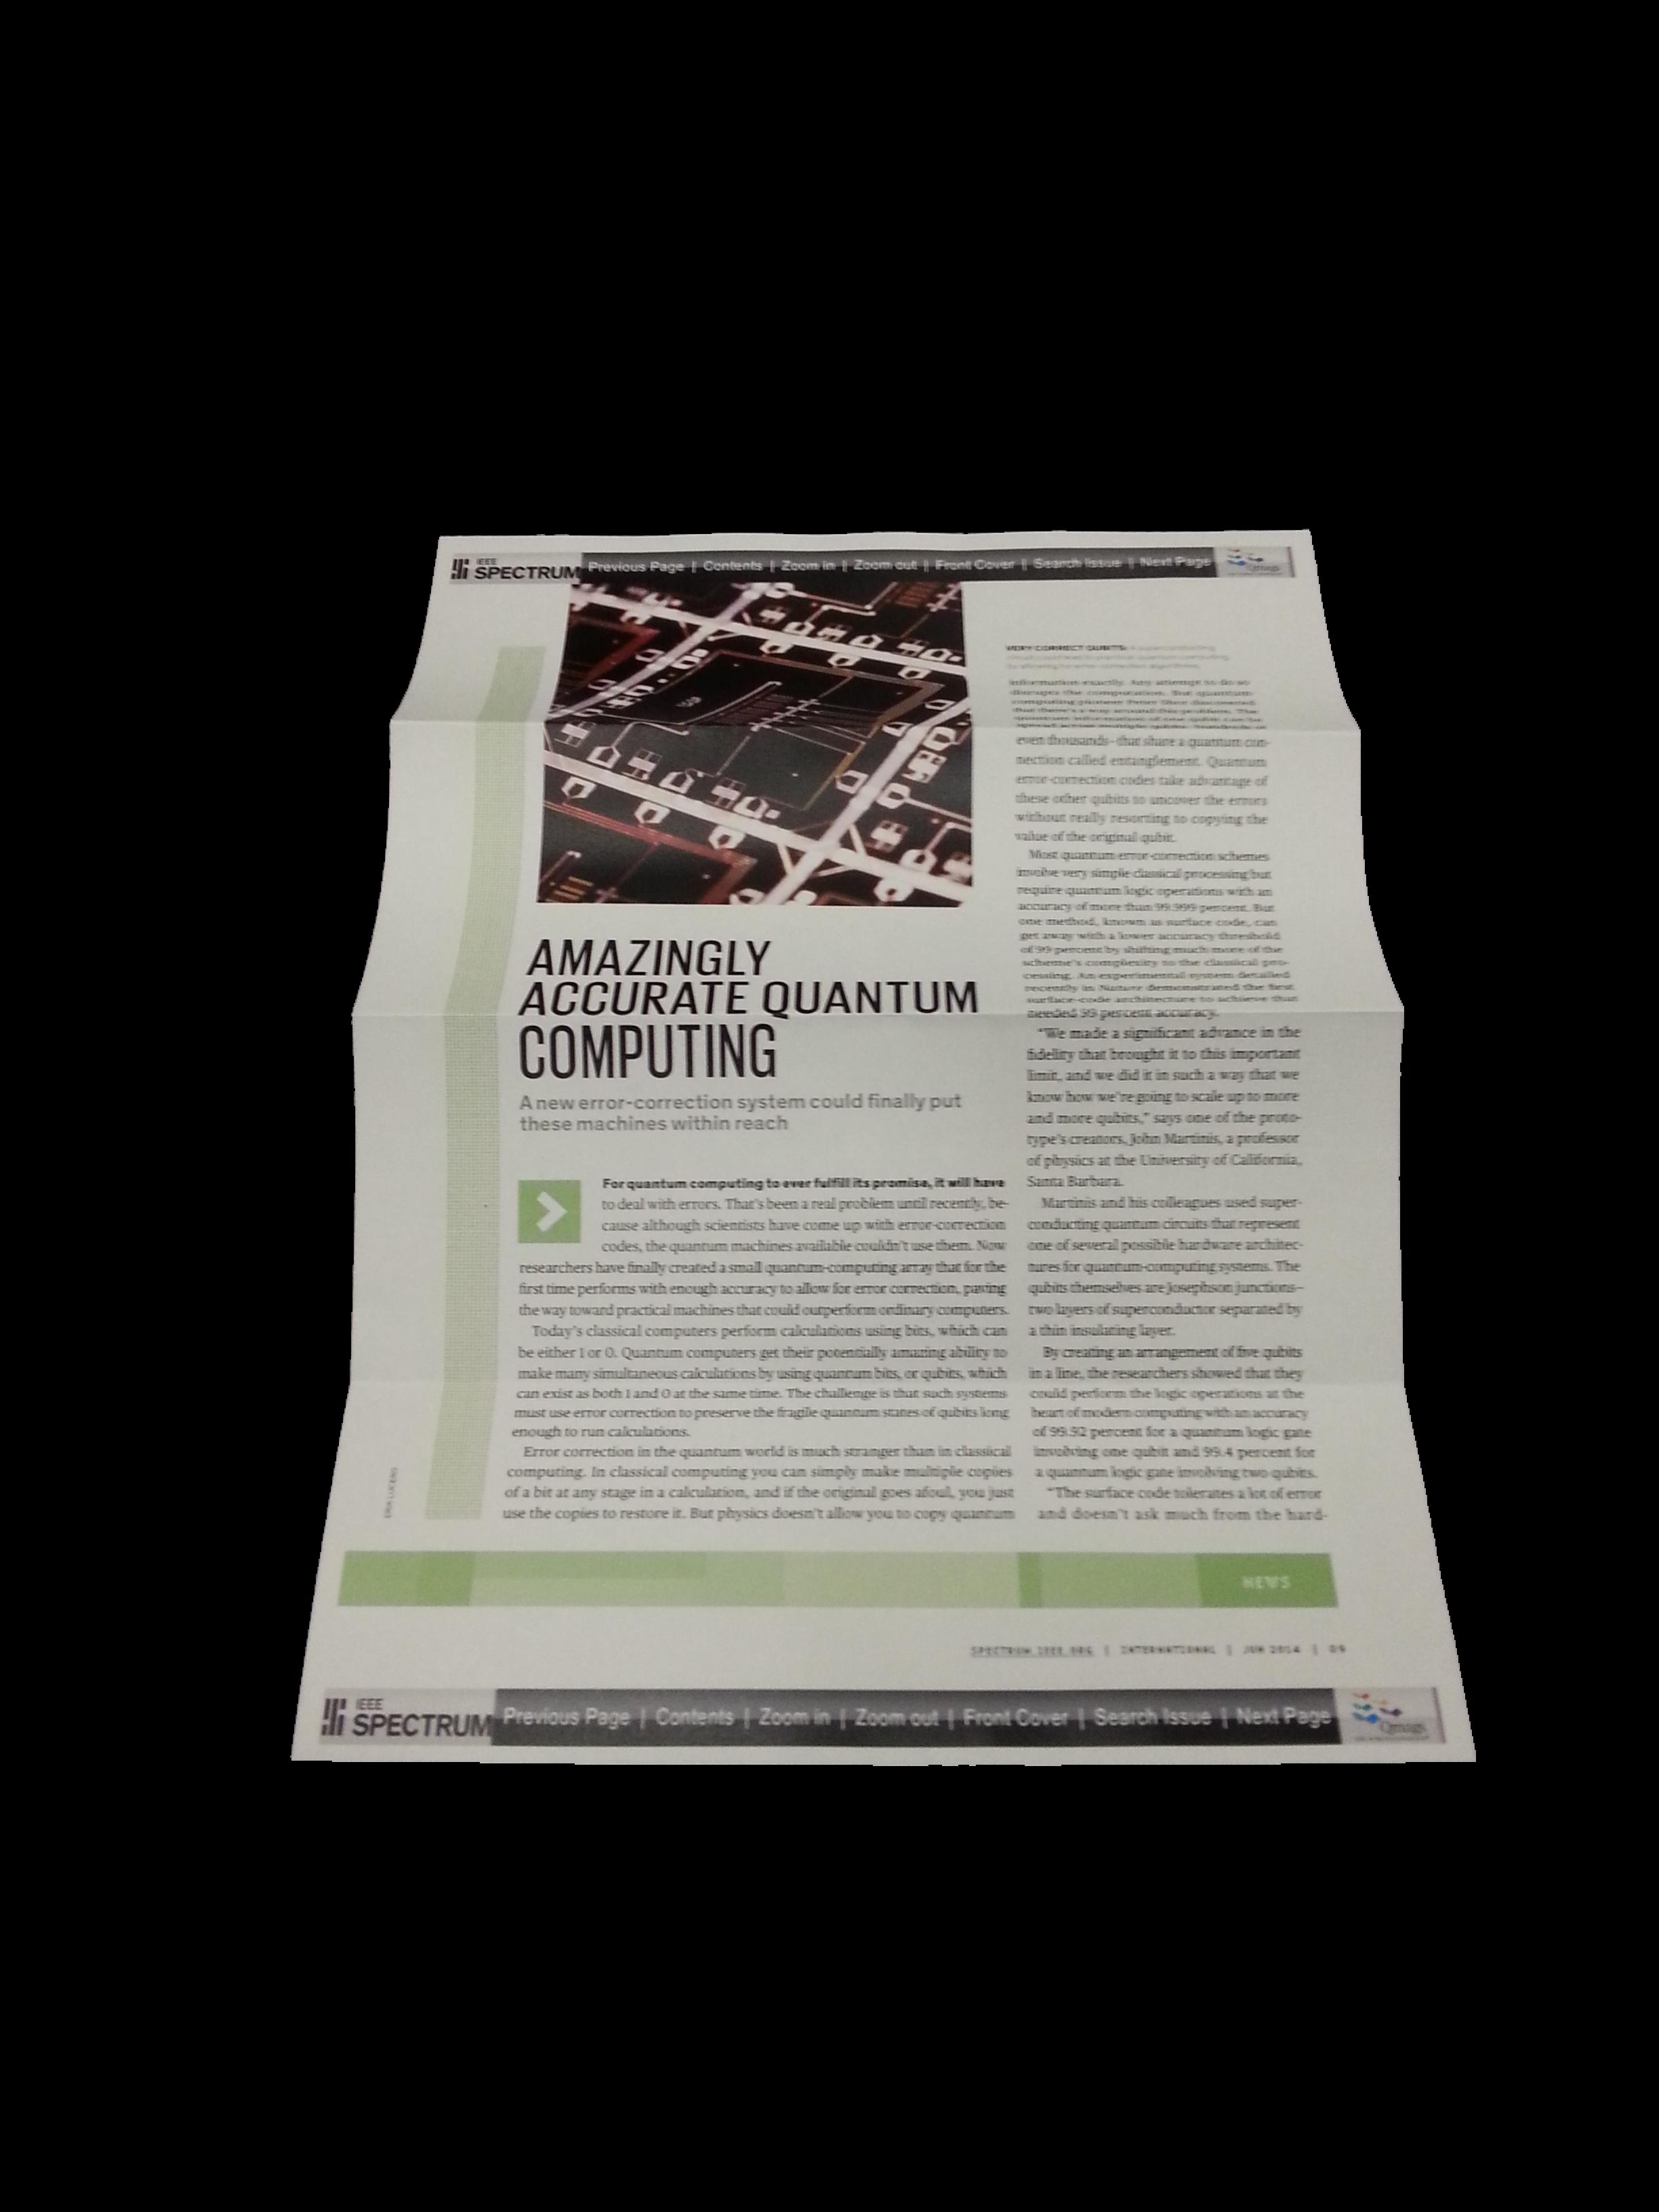 IEEE
SPECTRUM
Previous Page | Contents | Zoom in | Zoom out | Front Cover | Search Issue | Next Page
Qmags
AMAZINGLY
ACCURATE QUANTUM
COMPUTING
A new error-correction system could finally put
these machines within reach
For quantum computing to ever fulfill its promise, it will have
to deal with errors. That's been a real problem until recently, be-
cause although scientists have come up with error-correction
codes, the quantum machines available couldn't use them. Now
researchers have finally created a small quantum-computing array that for the
first time performs with enough accuracy to allow for error correction, paving
the way toward practical machines that could outperform ordinary computers.
Today's classical computers perform calculations using bits, which can
be either 1 or 0. Quantum computers get their potentially amazing ability to
make many simultaneous calculations by using quantum bits, or qubits, which
can exist as both 1 and 0 at the same time. The challenge is that such systems
must use error correction to preserve the fragile quantum states of qubits long
enough to run calculations.
Error correction in the quantum world is much stranger than in classical
computing. In classical computing you can simply make multiple copies
of a bit at any stage in a calculation, and if the original goes afoul, you just
use the copies to restore it. But physics doesn't allow you to copy quantum
VERY CORRECT QUBITS:
information exactly. Any attempt to do so
disrupts the computation. But quantum-
computing pioneer Peter Shor discovered
that there's a way around this problem. The
quantum information of one qubit can be
spread across multiple qubits
even thousands—that share a quantum con-
nection called entanglement. Quantum
error-correction codes take advantage of
these other qubits to uncover the errors
without really resorting to copying the
value of the original qubit.
Most quantum error-correction schemes
involve very simple classical processing but
require quantum logic operations with an
accuracy of more than 99.999 percent. But
one method, known as surface code, can
get away with a lower accuracy threshold
of 99 percent by shifting much more of the
scheme's complexity to the classical pro-
cessing. An experimental system detailed
recently in Nature demonstrated the first
surface-code architecture to achieve that
needed 99 percent accuracy.
"We made a significant advance in the
fidelity that brought it to this important
limit, and we did it in such a way that we
know how we're going to scale up to more
and more qubits," says one of the proto-
type's creators, John Martinis, a professor
of physics at the University of California,
Santa Barbara.
Martinis and his colleagues used super-
conducting quantum circuits that represent
one of several possible hardware architec-
tures for quantum-computing systems. The
qubits themselves are Josephson junctions—
two layers of superconductor separated by
a thin insulating layer.
By creating an arrangement of five qubits
in a line, the researchers showed that they
could perform the logic operations at the
heart of modern computing with an accuracy
of 99.92 percent for a quantum logic gate
involving one qubit and 99.4 percent for
a quantum logic gate involving two qubits.
"The surface code tolerates a lot of error
and doesn't ask much from the hard-
ERIK LUCERO
NEWS
SPECTRUM.IEEE.ORG | INTERNATIONAL | JUN 2014 | 09
IEEE
SPECTRUM
Previous Page | Contents | Zoom in | Zoom out | Front Cover | Search Issue | Next Page
Qmags